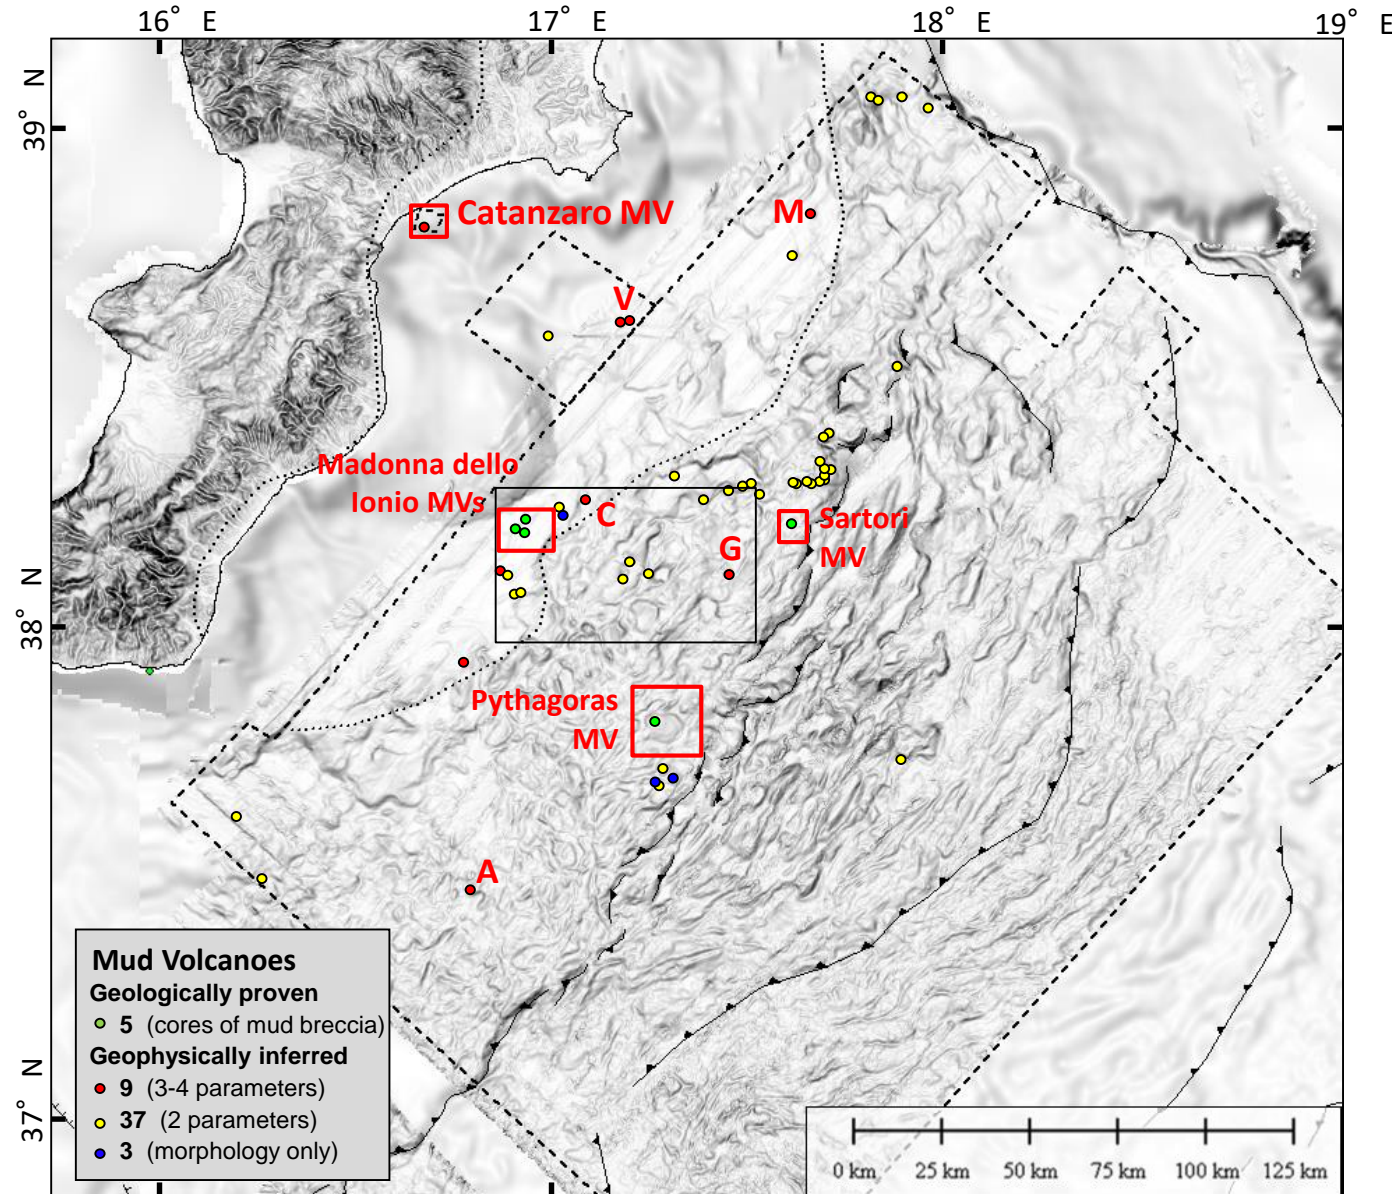 16° E
17° E
18° E
19° E
39° N
38° N
37° N
Catanzaro MV
M
V
Madonna dello
Ionio MVs
C
G
Sartori
MV
Pythagoras
MV
A
Mud Volcanoes
Geologically proven
5 (cores of mud breccia)
Geophysically inferred
9 (3-4 parameters)
37 (2 parameters)
3 (morphology only)
0 km 25 km 50 km 75 km 100 km 125 km